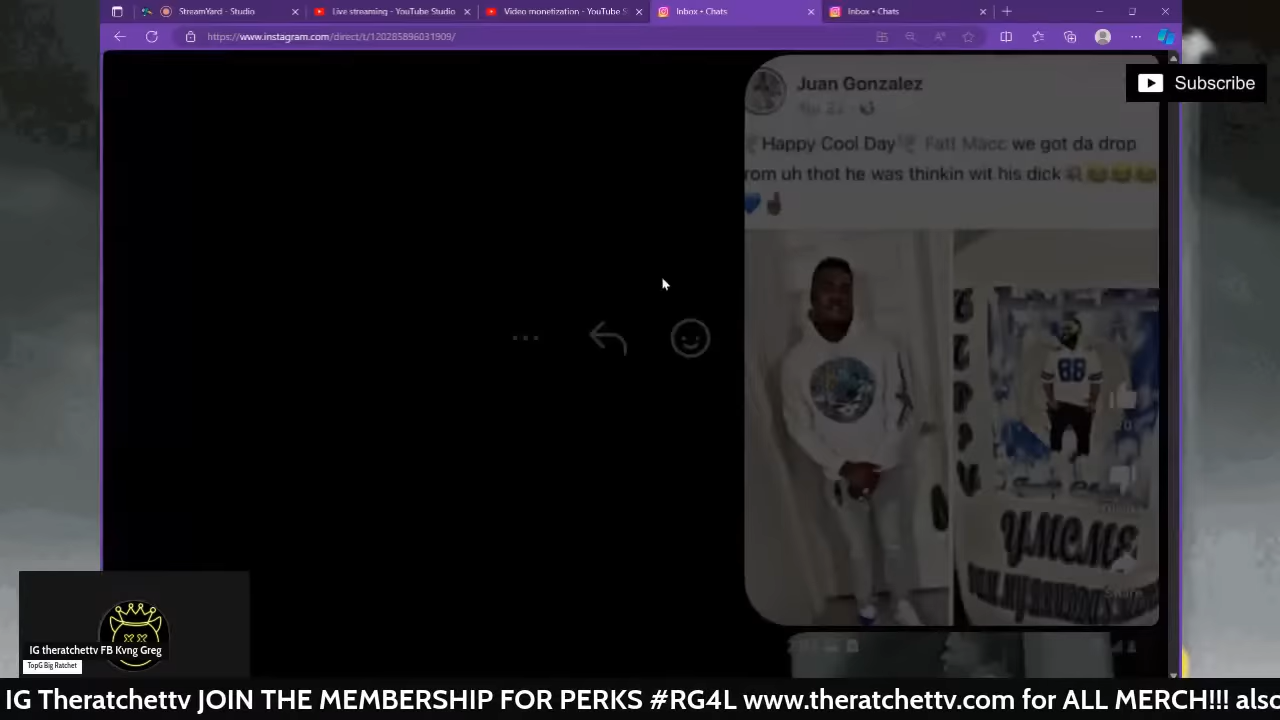 StreamYard - Studio
Live streaming - YouTube Studio
Video monetization - YouTube S
Inbox • Chats
Inbox • Chats
https://www.instagram.com/direct/t/120285896031909/
Subscribe
Juan Gonzalez
Happy Cool Day Fatt Macc we got da drop
rom uh thot he was thinkin wit his dick
88
YMCMB
IG theratchettv FB Kvng Greg
TopG Big Ratchet
IG Theratchettv JOIN THE MEMBERSHIP FOR PERKS #RG4L www.theratchettv.com for ALL MERCH!!! also